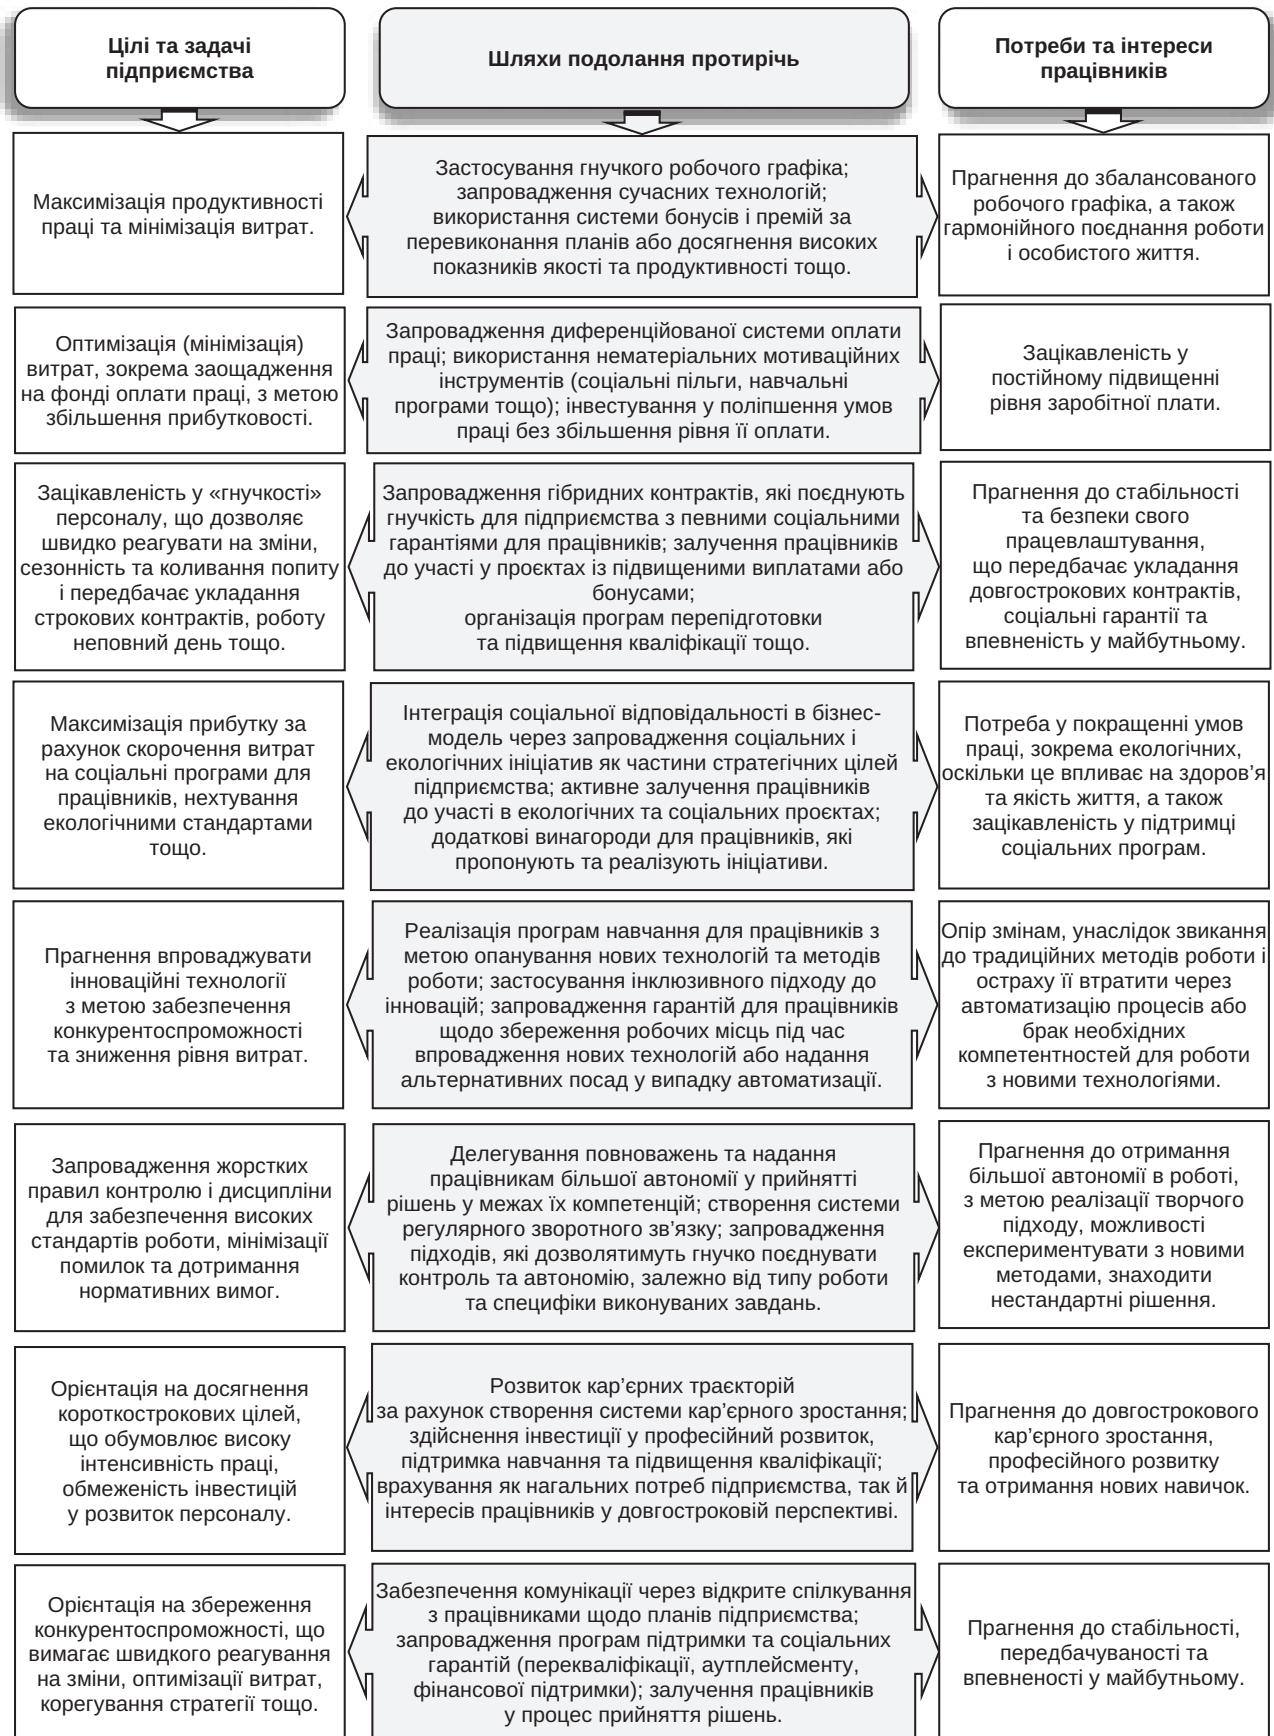 Цілі та задачі
підприємства
Шляхи подолання протирічь
Потреби та інтереси
працівників
Максимізація продуктивності
праці та мінімізація витрат.
Застосування гнучкого робочого графіка;
запровадження сучасних технологій;
використання системи бонусів і премій за
перевиконання планів або досягнення високих
показників якості та продуктивності тощо.
Прагнення до збалансованого
робочого графіка, а також
гармонійного поєднання роботи
і особистого життя.
Оптимізація (мінімізація)
витрат, зокрема заощадження
на фонді оплати праці, з метою
збільшення прибутковості.
Запровадження диференційованої системи оплати
праці; використання нематеріальних мотиваційних
інструментів (соціальні пільги, навчальні
програми тощо); інвестування у поліпшення умов
праці без збільшення рівня її оплати.
Зацікавленість у
постійному підвищенні
рівня заробітної плати.
Зацікавленість у «гнучкості»
персоналу, що дозволяє
швидко реагувати на зміни,
сезонність та коливання попиту
і передбачає укладання
строкових контрактів, роботу
неповний день тощо.
Запровадження гібридних контрактів, які поєднують
гнучкість для підприємства з певними соціальними
гарантіями для працівників; залучення працівників
до участі у проєктах із підвищеними виплатами або
бонусами;
організація програм перепідготовки
та підвищення кваліфікації тощо.
Прагнення до стабільності
та безпеки свого
працевлаштування,
що передбачає укладання
довгострокових контрактів,
соціальні гарантії та
впевненість у майбутньому.
Максимізація прибутку за
рахунок скорочення витрат
на соціальні програми для
працівників, нехтування
екологічними стандартами
тощо.
Інтеграція соціальної відповідальності в бізнес-
модель через запровадження соціальних і
екологічних ініціатив як частини стратегічних цілей
підприємства; активне залучення працівників
до участі в екологічних та соціальних проєктах;
додаткові винагороди для працівників, які
пропонують та реалізують ініціативи.
Потреба у покращенні умов
праці, зокрема екологічних,
оскільки це впливає на здоров’я
та якість життя, а також
зацікавленість у підтримці
соціальних програм.
Прагнення впроваджувати
інноваційні технології
з метою забезпечення
конкурентоспроможності
та зниження рівня витрат.
Реалізація програм навчання для працівників з
метою опанування нових технологій та методів
роботи; застосування інклюзивного підходу до
інновацій; запровадження гарантій для працівників
щодо збереження робочих місць під час
впровадження нових технологій або надання
альтернативних посад у випадку автоматизації.
Опір змінам, унаслідок звикання
до традиційних методів роботи і
остраху її втратити через
автоматизацію процесів або
брак необхідних
компетентностей для роботи
з новими технологіями.
Запровадження жорстких
правил контролю і дисципліни
для забезпечення високих
стандартів роботи, мінімізації
помилок та дотримання
нормативних вимог.
Делегування повноважень та надання
працівникам більшої автономії у прийнятті
рішень у межах їх компетенцій; створення системи
регулярного зворотного зв’язку; запровадження
підходів, які дозволятимуть гнучко поєднувати
контроль та автономію, залежно від типу роботи
та специфіки виконуваних завдань.
Прагнення до отримання
більшої автономії в роботі,
з метою реалізації творчого
підходу, можливості
експериментувати з новими
методами, знаходити
нестандартні рішення.
Орієнтація на досягнення
короткострокових цілей,
що обумовлює високу
інтенсивність праці,
обмеженість інвестицій
у розвиток персоналу.
Розвиток кар’єрних траєкторій
за рахунок створення системи кар’єрного зростання;
здійснення інвестиції у професійний розвиток,
підтримка навчання та підвищення кваліфікації;
врахування як нагальних потреб підприємства, так й
інтересів працівників у довгостроковій перспективі.
Прагнення до довгострокового
кар’єрного зростання,
професійного розвитку
та отримання нових навичок.
Орієнтація на збереження
конкурентоспроможності, що
вимагає швидкого реагування
на зміни, оптимізації витрат,
корегування стратегії тощо.
Забезпечення комунікації через відкрите спілкування
з працівниками щодо планів підприємства;
запровадження програм підтримки та соціальних
гарантій (перекваліфікації, аутплейсменту,
фінансової підтримки); залучення працівників
у процес прийняття рішень.
Прагнення до стабільності,
передбачуваності та
впевненості у майбутньому.